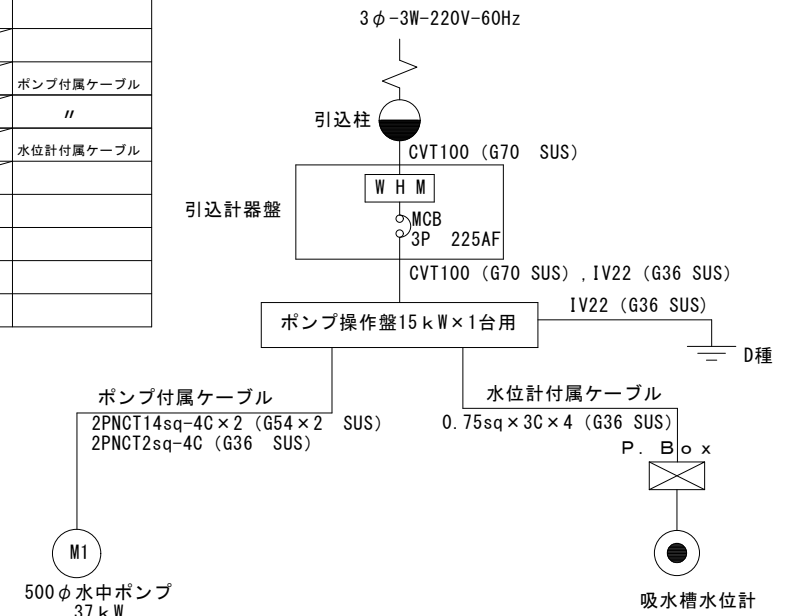 ポンプ付属ケーブル
〃
水位計付属ケーブル
3φ-3W-220V-60Hz
引込柱
CVT100 (G70 SUS)
WHM
引込計器盤
MCB
3P 225AF
CVT100 (G70 SUS) ,IV22 (G36 SUS)
IV22 (G36 SUS)
ポンプ操作盤15kW×1台用
D種
ポンプ付属ケーブル
2PNCT14sq-4C×2 (G54×2 SUS)
2PNCT2sq-4C (G36 SUS)
水位計付属ケーブル
0.75sq×3C×4 (G36 SUS)
P. Box
M1
500φ水中ポンプ
37kW
吸水槽水位計